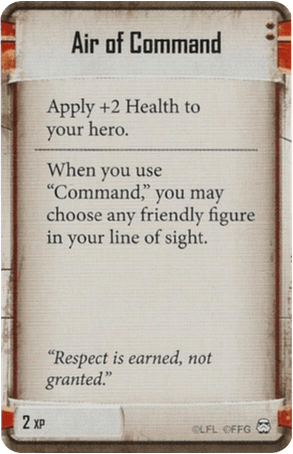 Air of Command
Apply +2 Health to
your hero.
When you use
“Command,” you may
choose any friendly figure
in your line of sight.
“Respect is earned, not
granted.”
2 XP
©LFL ©FFG